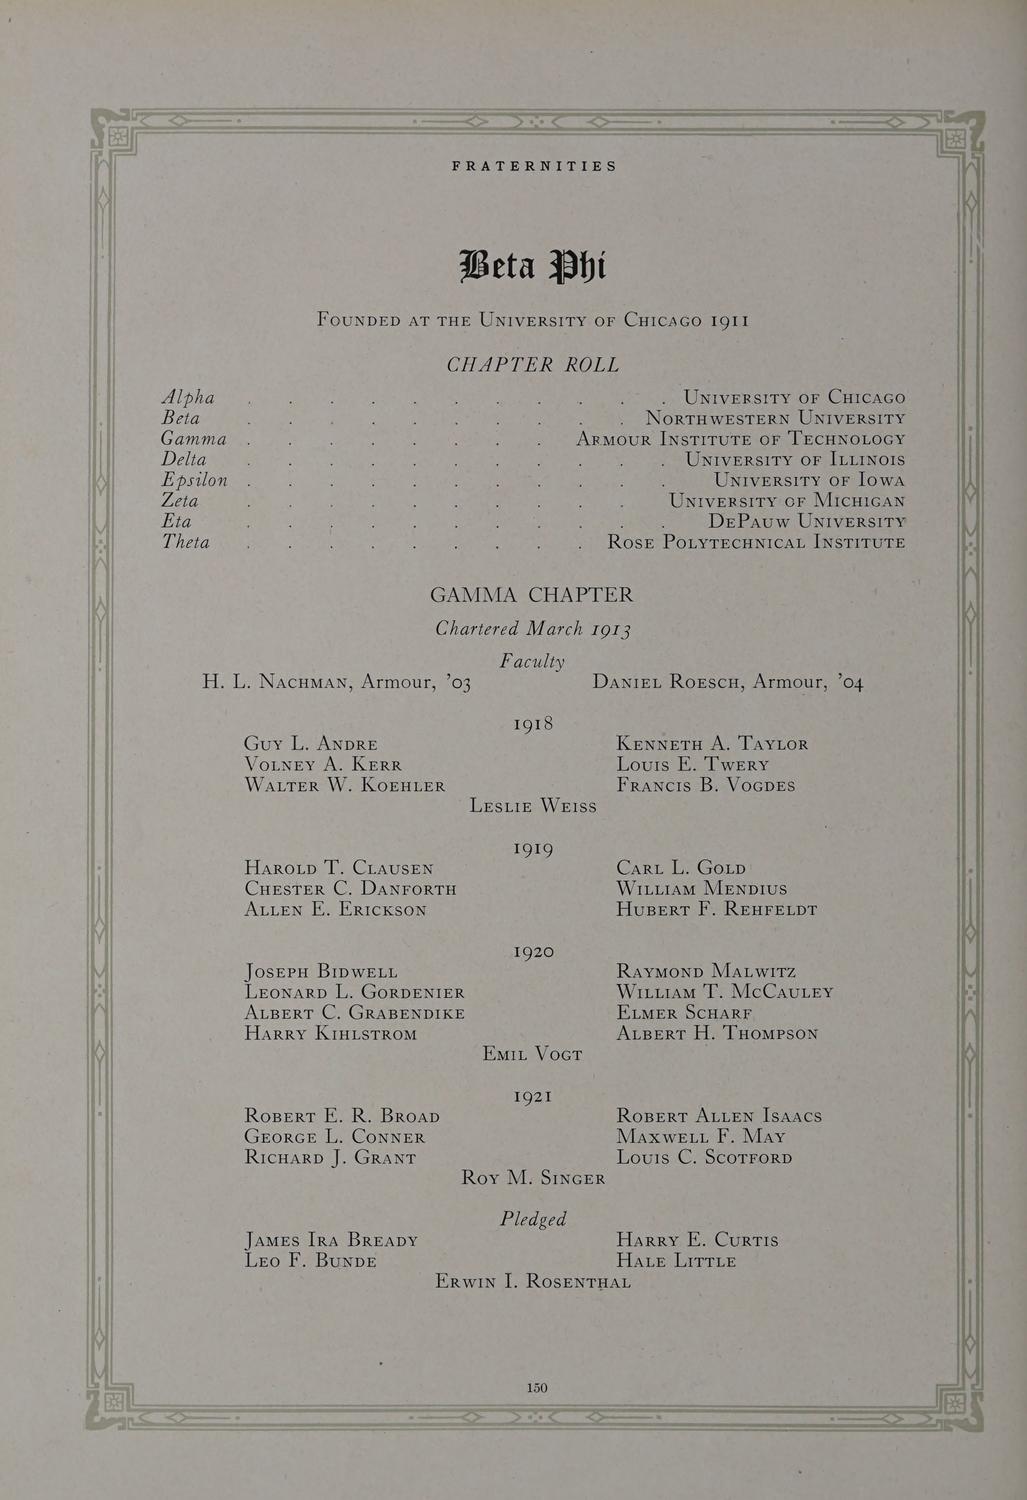 FRATERNITIES
Beta Phi
FOUNDED AT THE UNIVERSITY OF CHICAGO 1911
CHAPTER ROLL
Alpha . . . . . . . . . . . UNIVERSITY OF CHICAGO
Beta . . . . . . . . . . NORTHWESTERN UNIVERSITY
Gamma . . . . . . . . ARMOUR INSTITUTE OF TECHNOLOGY
Delta . . . . . . . . . . . UNIVERSITY OF ILLINOIS
Epsilon . . . . . . . . . . . UNIVERSITY OF IOWA
Zeta . . . . . . . . . . UNIVERSITY OF MICHIGAN
Eta . . . . . . . . . . . DEPAUW UNIVERSITY
Theta . . . . . . . . . ROSE POLYTECHNICAL INSTITUTE
GAMMA CHAPTER
Chartered March 1913
Faculty
H. L. NACHMAN, Armour, ’03 DANIEL ROESCH, Armour, ’04
1918
GUY L. ANDRE KENNETH A. TAYLOR
VOLNEY A. KERR LOUIS E. TWERY
WALTER W. KOEHLER FRANCIS B. VOGDES
LESLIE WEISS
1919
HAROLD T. CLAUSEN CARL L. GOLD
CHESTER C. DANFORTH WILLIAM MENDIUS
ALLEN E. ERICKSON HUBERT F. REHFELDT
1920
JOSEPH BIDWELL RAYMOND MALWITZ
LEONARD L. GORDENIER WILLIAM T. MCCAULEY
ALBERT C. GRABENDIKE ELMER SCHARF
HARRY KIHLSTROM ALBERT H. THOMPSON
EMIL VOGT
1921
ROBERT E. R. BROAD ROBERT ALLEN ISAACS
GEORGE L. CONNER MAXWELL F. MAY
RICHARD J. GRANT LOUIS C. SCOTFORD
ROY M. SINGER
Pledged
JAMES IRA BREADY HARRY E. CURTIS
LEO F. BUNDE HALE LITTLE
ERWIN I. ROSENTHAL
150